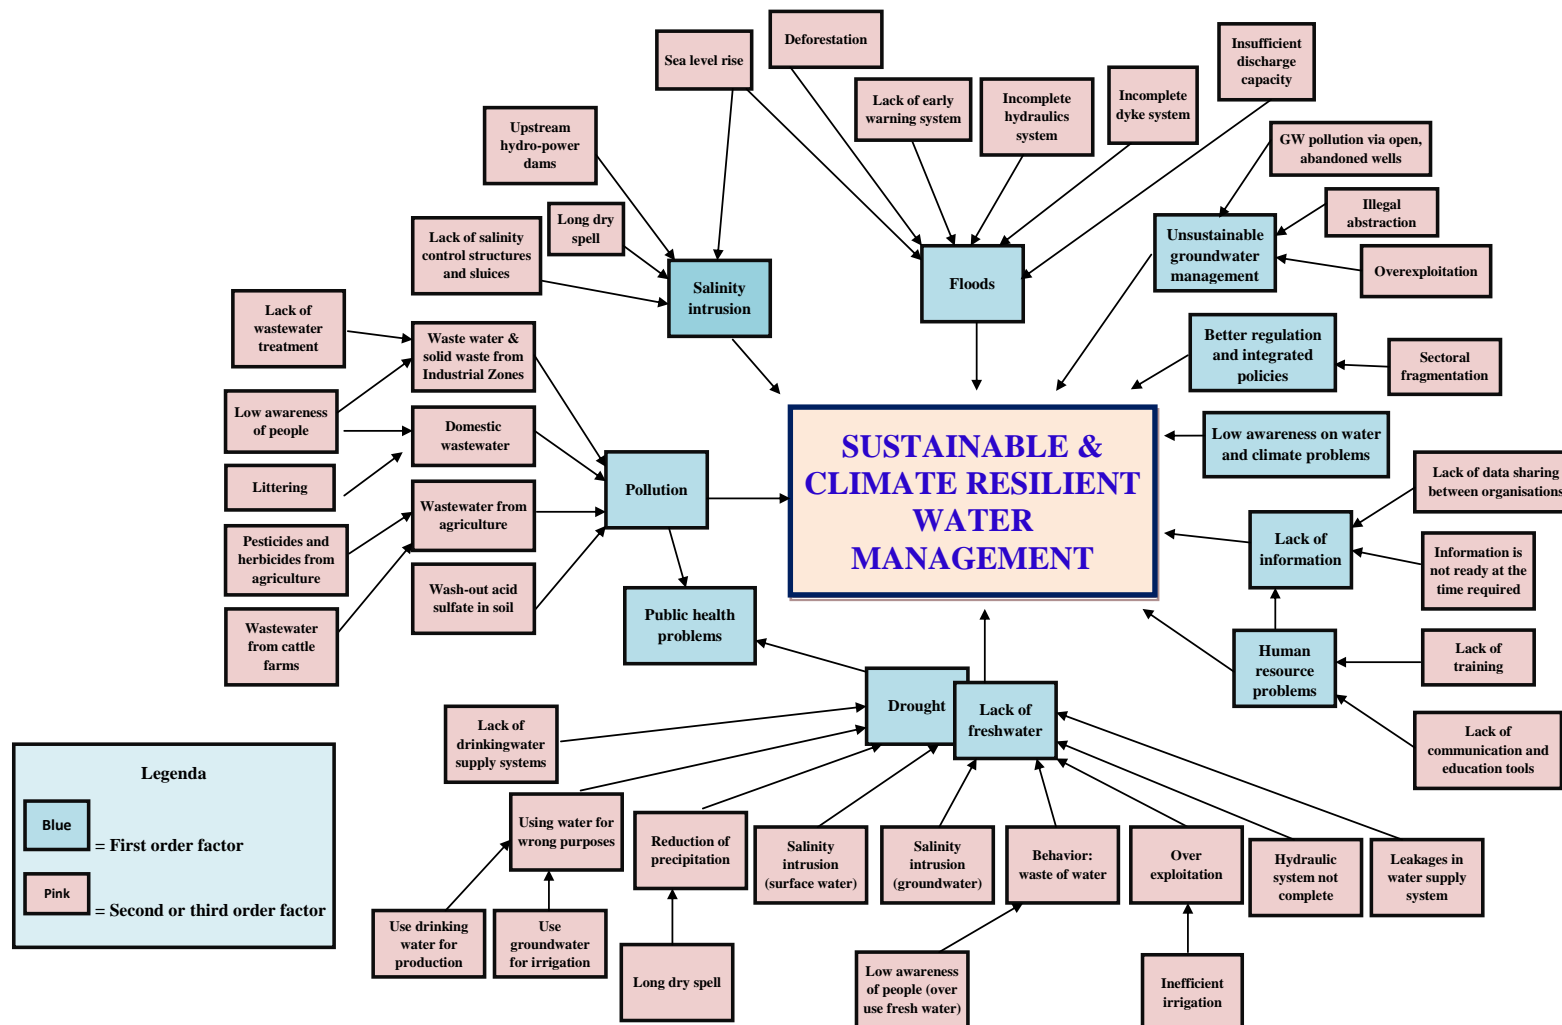 Deforestation
Sea level rise
Insufficient
discharge
capacity
Lack of early
warning system
Incomplete
hydraulics
system
Incomplete
dyke system
Upstream
hydro-power
dams
GW pollution via open,
abandoned wells
Long dry
spell
Illegal
abstraction
Lack of salinity
control structures
and sluices
Unsustainable
groundwater
management
Overexploitation
Salinity
intrusion
Floods
Lack of
wastewater
treatment
Waste water &
solid waste from
Industrial Zones
Better regulation
and integrated
policies
Sectoral
fragmentation
Low awareness
of people
Domestic
wastewater
Low awareness on water
and climate problems
SUSTAINABLE &
CLIMATE RESILIENT
WATER
MANAGEMENT
Littering
Pollution
Lack of data sharing
between organisations
Wastewater from
agriculture
Pesticides and
herbicides from
agriculture
Lack of
information
Information is
not ready at the
time required
Wash-out acid
sulfate in soil
Public health
problems
Wastewater
from cattle
farms
Human
resource
problems
Lack of
training
Drought
Lack of
freshwater
Lack of
drinkingwater
supply systems
Lack of
communication and
education tools
Legenda
Blue
= First order factor
Pink
= Second or third order factor
Using water for
wrong purposes
Reduction of
precipitation
Salinity
intrusion
(surface water)
Salinity
intrusion
(groundwater)
Behavior:
waste of water
Over
exploitation
Hydraulic
system not
complete
Leakages in
water supply
system
Use drinking
water for
production
Use
groundwater
for irrigation
Long dry spell
Low awareness
of people (over
use fresh water)
Inefficient
irrigation